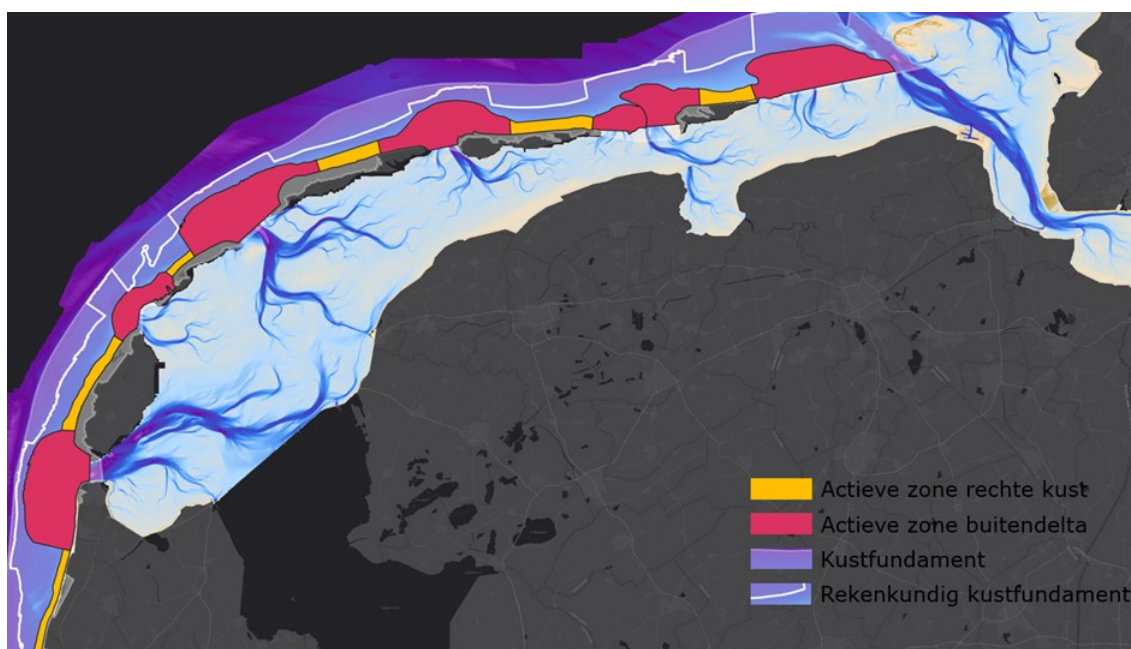 Actieve zone rechte kust
Actieve zone buitendelta
Kustfundament
Rekenkundig kustfundament